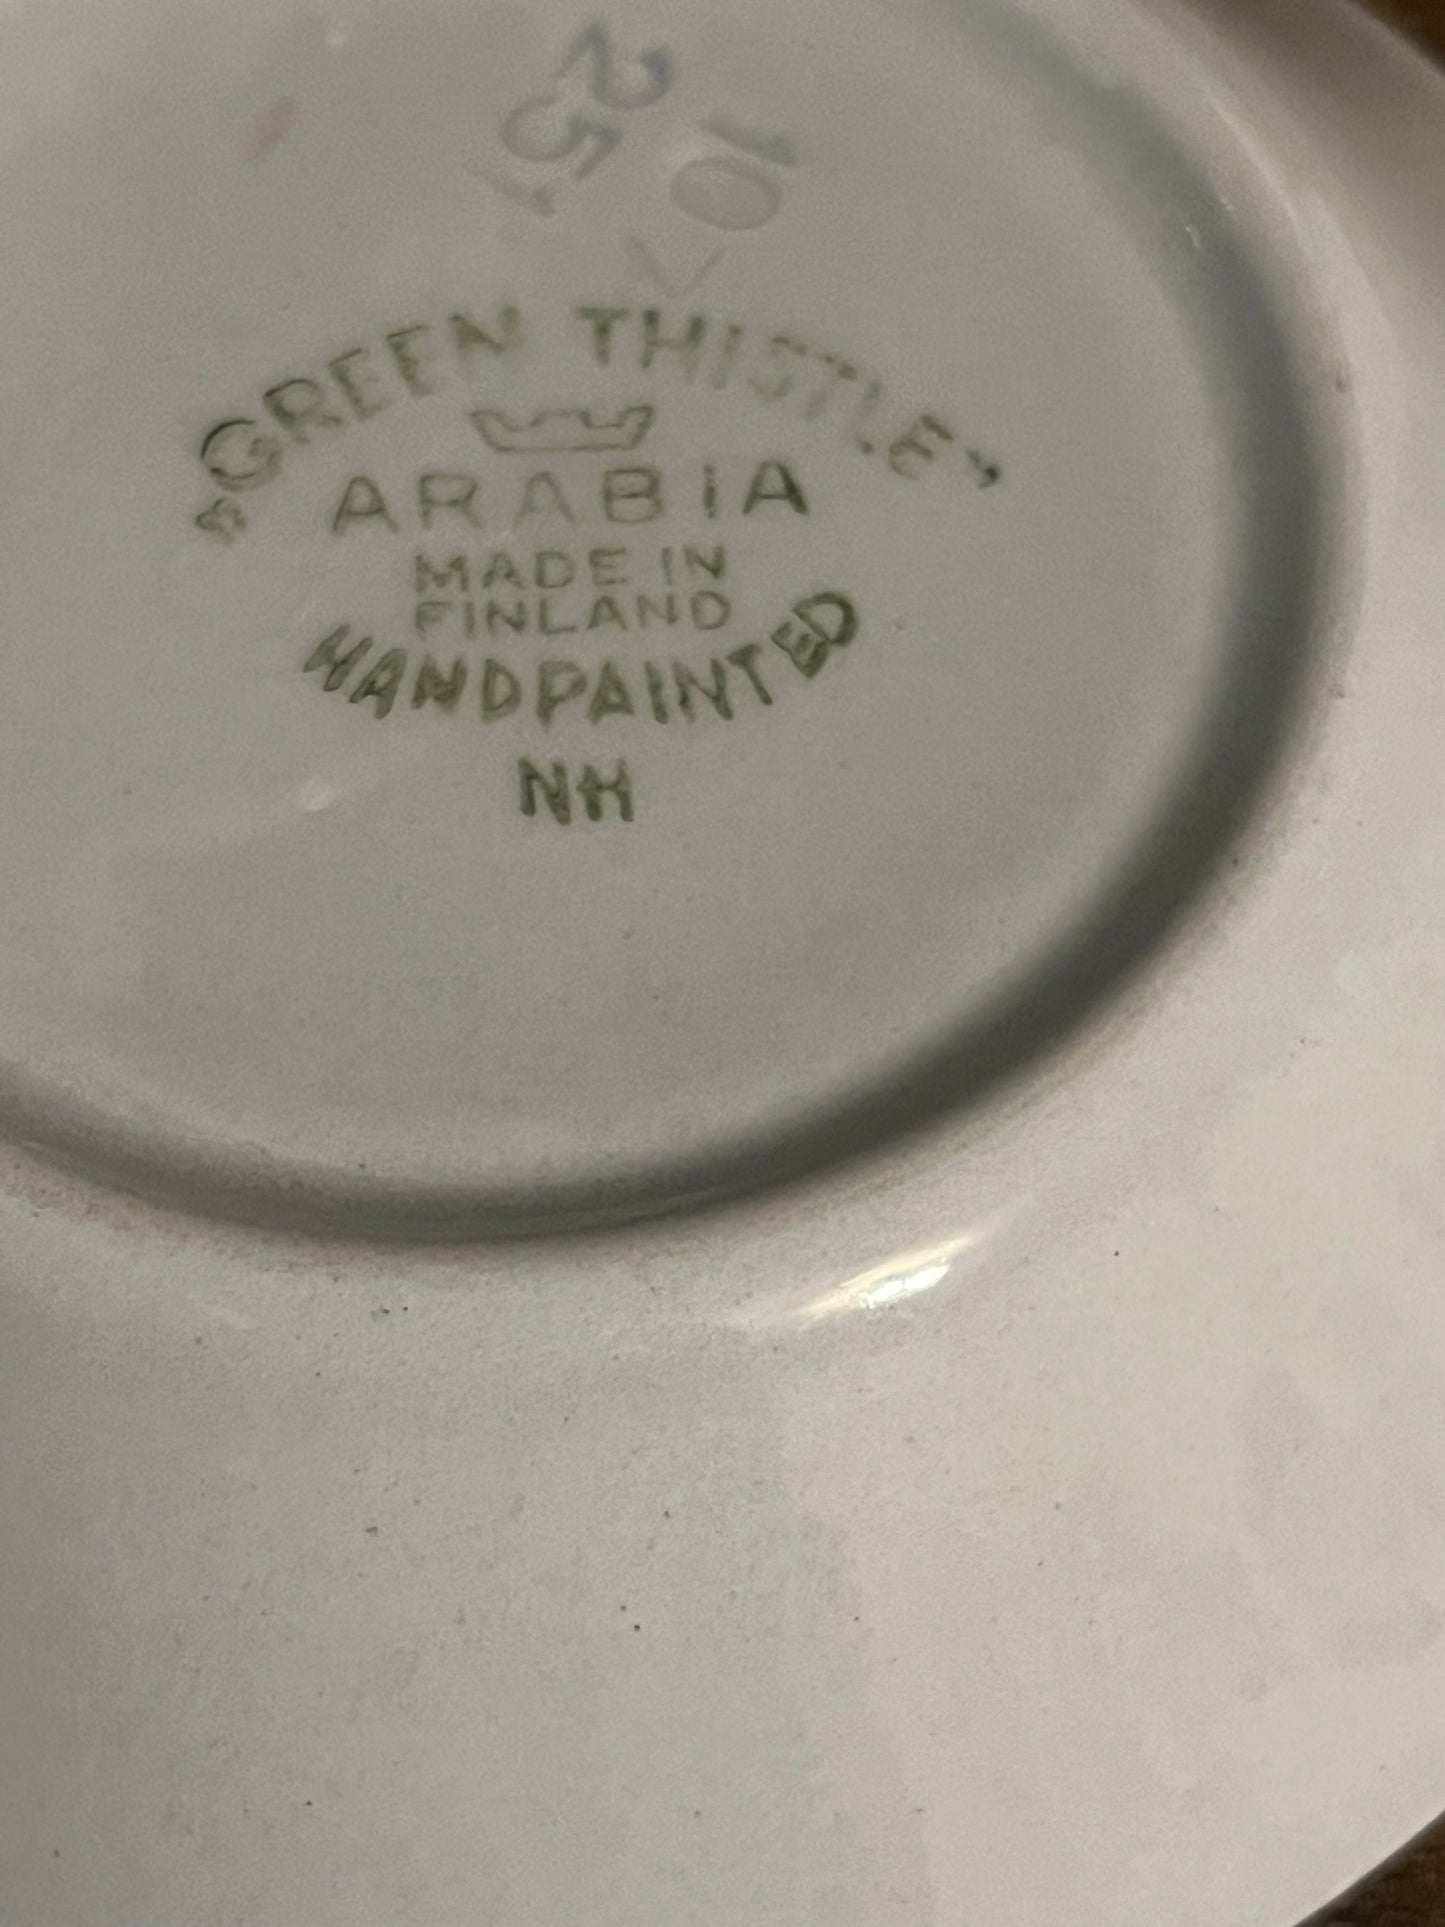 10
25
"GREEN THISTLE"
ARABIA
MADE IN
FINLAND
HANDPAINTED
NH